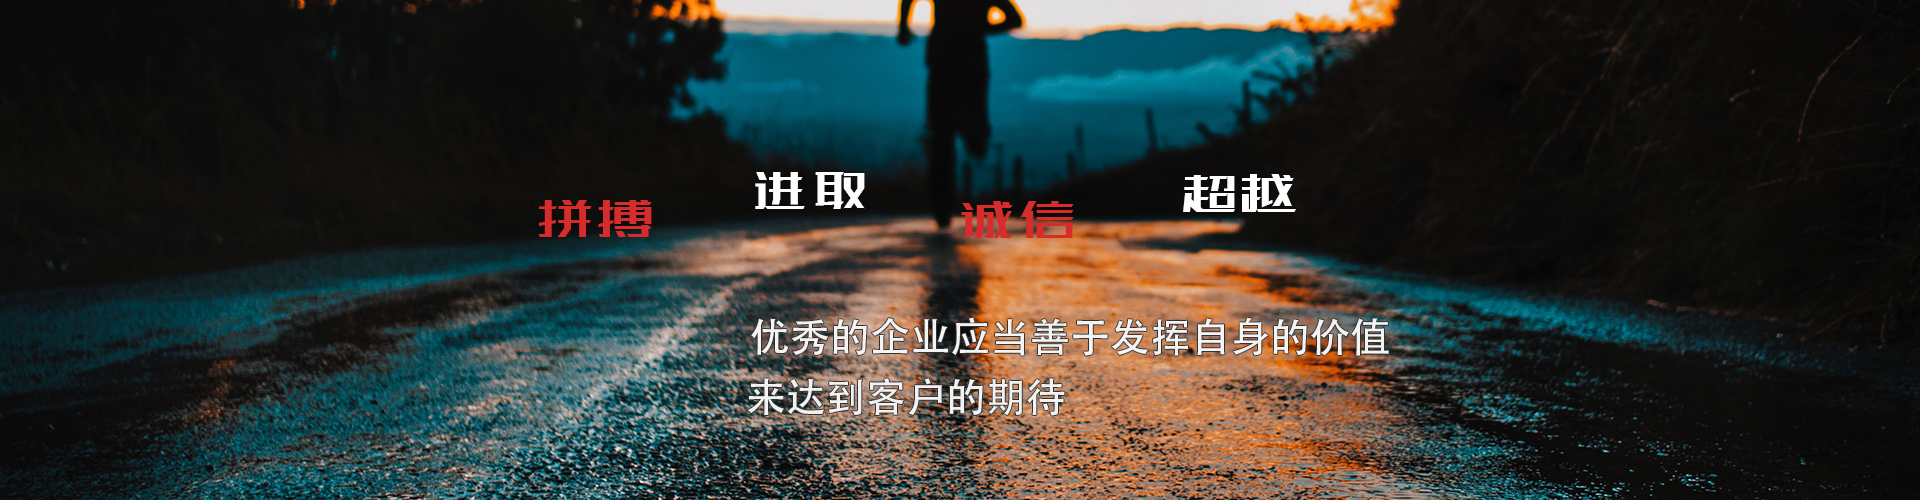 拼搏
进取
诚信
超越
优秀的企业应当善于发挥自身的价值
来达到客户的期待